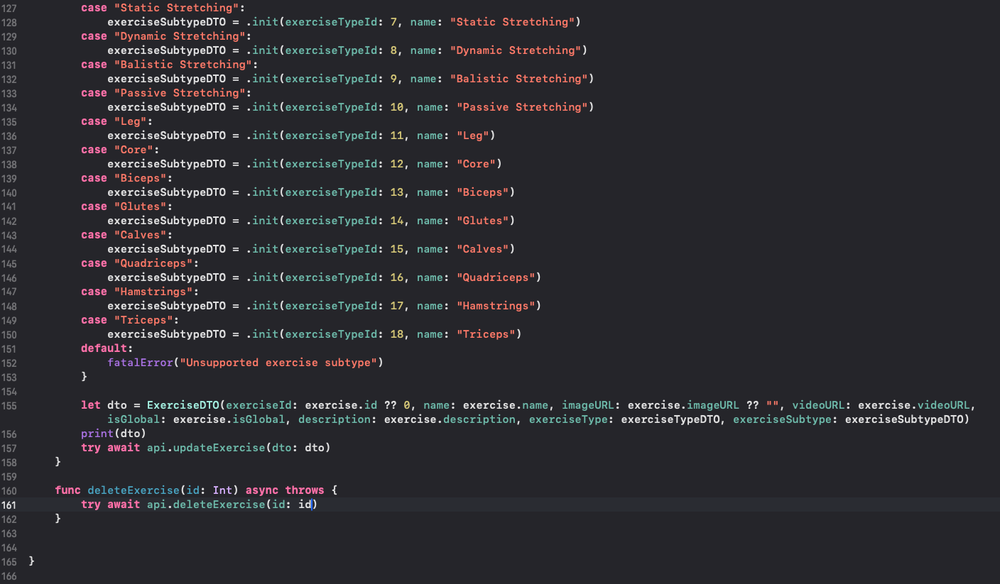 127 case "Static Stretching":
128 exerciseSubtypeDTO = .init(exerciseTypeId: 7, name: "Static Stretching")
129 case "Dynamic Stretching":
130 exerciseSubtypeDTO = .init(exerciseTypeId: 8, name: "Dynamic Stretching")
131 case "Balistic Stretching":
132 exerciseSubtypeDTO = .init(exerciseTypeId: 9, name: "Balistic Stretching")
133 case "Passive Stretching":
134 exerciseSubtypeDTO = .init(exerciseTypeId: 10, name: "Passive Stretching")
135 case "Leg":
136 exerciseSubtypeDTO = .init(exerciseTypeId: 11, name: "Leg")
137 case "Core":
138 exerciseSubtypeDTO = .init(exerciseTypeId: 12, name: "Core")
139 case "Biceps":
140 exerciseSubtypeDTO = .init(exerciseTypeId: 13, name: "Biceps")
141 case "Glutes":
142 exerciseSubtypeDTO = .init(exerciseTypeId: 14, name: "Glutes")
143 case "Calves":
144 exerciseSubtypeDTO = .init(exerciseTypeId: 15, name: "Calves")
145 case "Quadriceps":
146 exerciseSubtypeDTO = .init(exerciseTypeId: 16, name: "Quadriceps")
147 case "Hamstrings":
148 exerciseSubtypeDTO = .init(exerciseTypeId: 17, name: "Hamstrings")
149 case "Triceps":
150 exerciseSubtypeDTO = .init(exerciseTypeId: 18, name: "Triceps")
151 default:
152 fatalError("Unsupported exercise subtype")
153 }
154
155 let dto = ExerciseDTO(exerciseId: exercise.id ?? 0, name: exercise.name, imageURL: exercise.imageURL ?? "", videoURL: exercise.videoURL,
isGlobal: exercise.isGlobal, description: exercise.description, exerciseType: exerciseTypeDTO, exerciseSubtype: exerciseSubtypeDTO)
156 print(dto)
157 try await api.updateExercise(dto: dto)
158 }
159
160 func deleteExercise(id: Int) async throws {
161 try await api.deleteExercise(id: id)
162 }
163
164
165 }
166